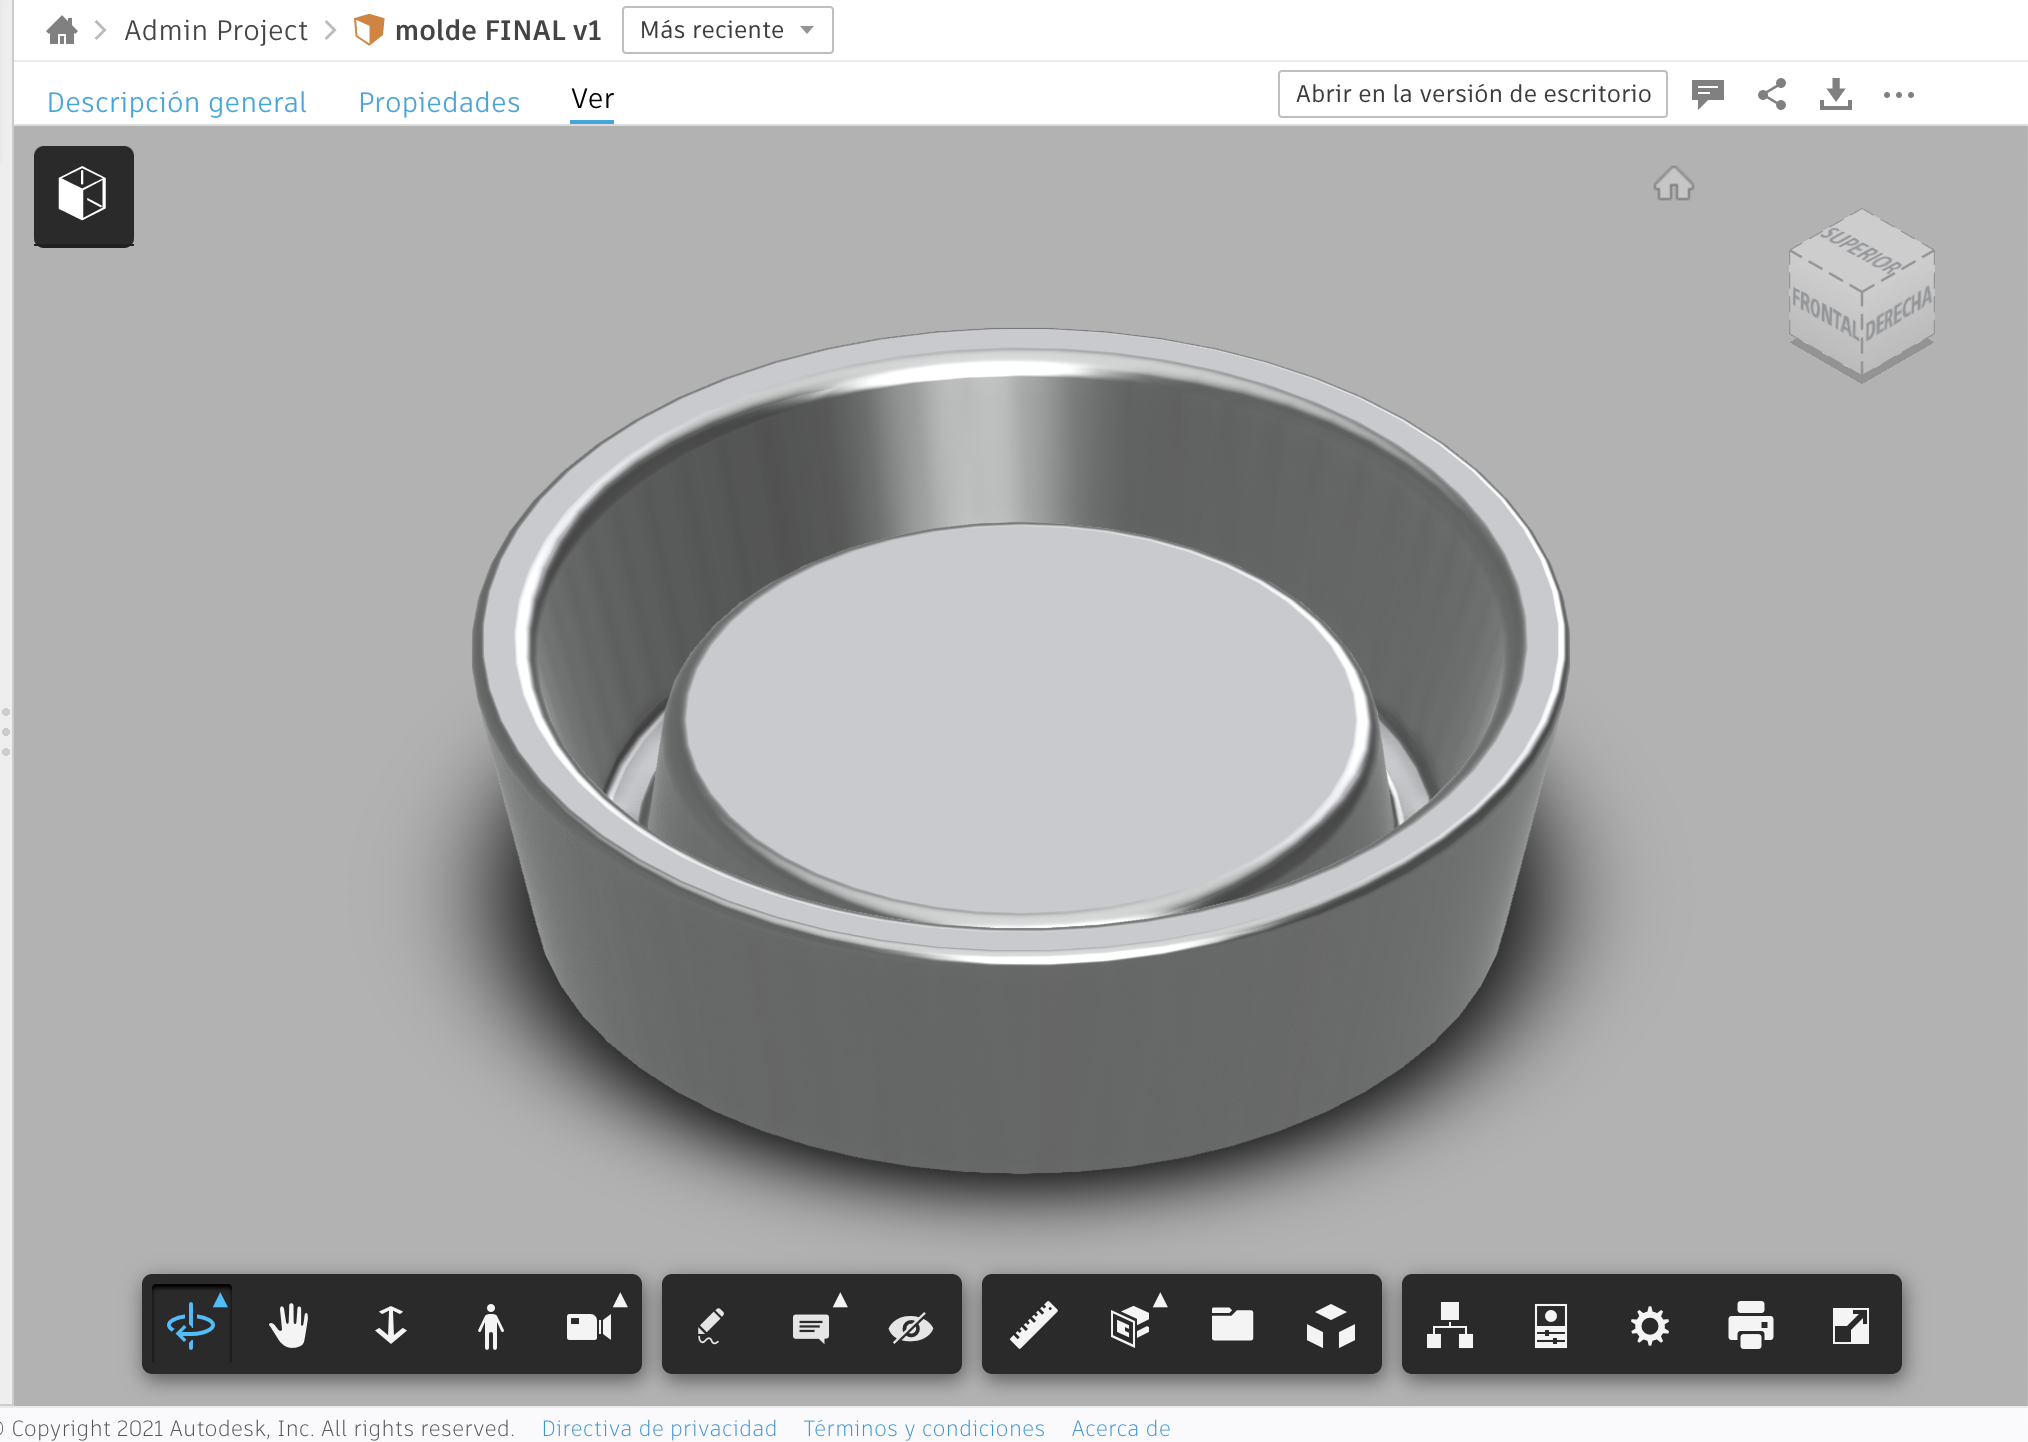 Admin Project molde FINAL v1 Más reciente
Descripción general Propiedades Ver Abrir en la versión de escritorio
SUPERIOR
FRONTAL DERECHA
Copyright 2021 Autodesk, Inc. All rights reserved. Directiva de privacidad Términos y condiciones Acerca de